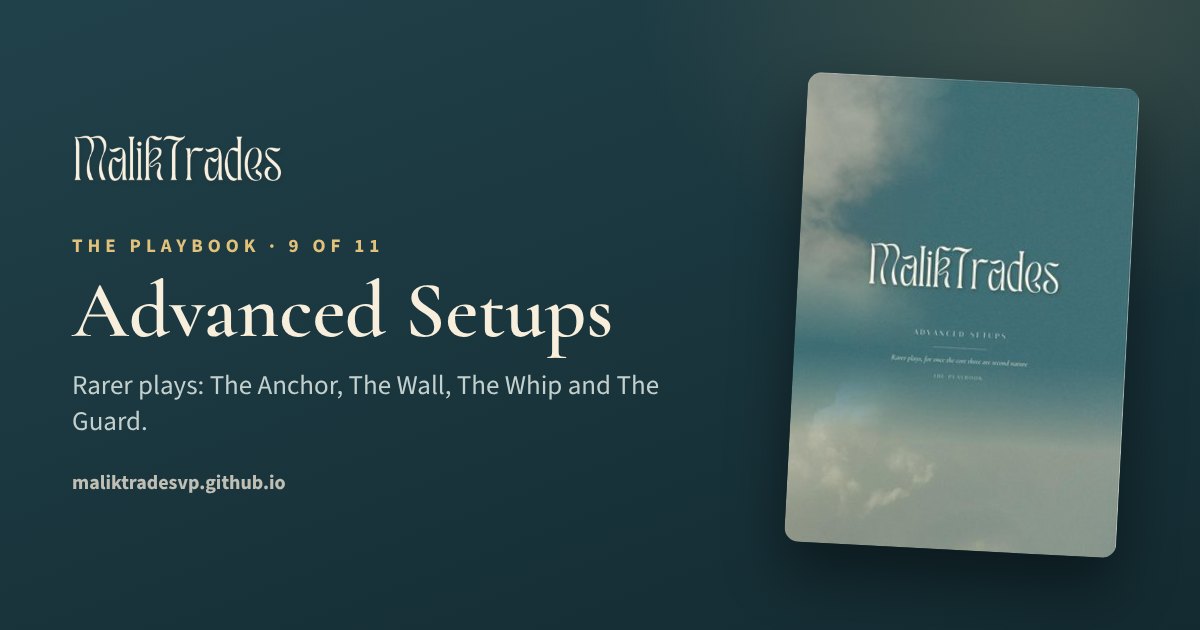 MalikTrades
THE PLAYBOOK · 9 OF 11
Advanced Setups
Rarer plays: The Anchor, The Wall, The Whip and The
Guard.
maliktradesvp.github.io
MalikTrades
ADVANCED SETUPS
Rarer plays, for once the core three are second nature
THE PLAYBOOK